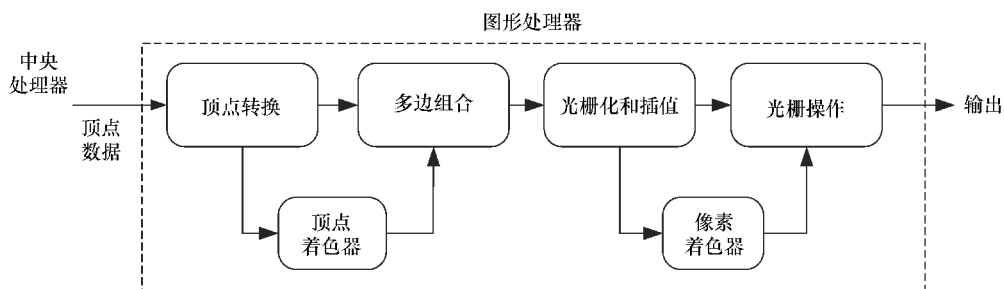 图形处理器
中央
处理器
顶点
数据
顶点转换
多边组合
光栅化和插值
光栅操作
输出
顶点
着色器
像素
着色器